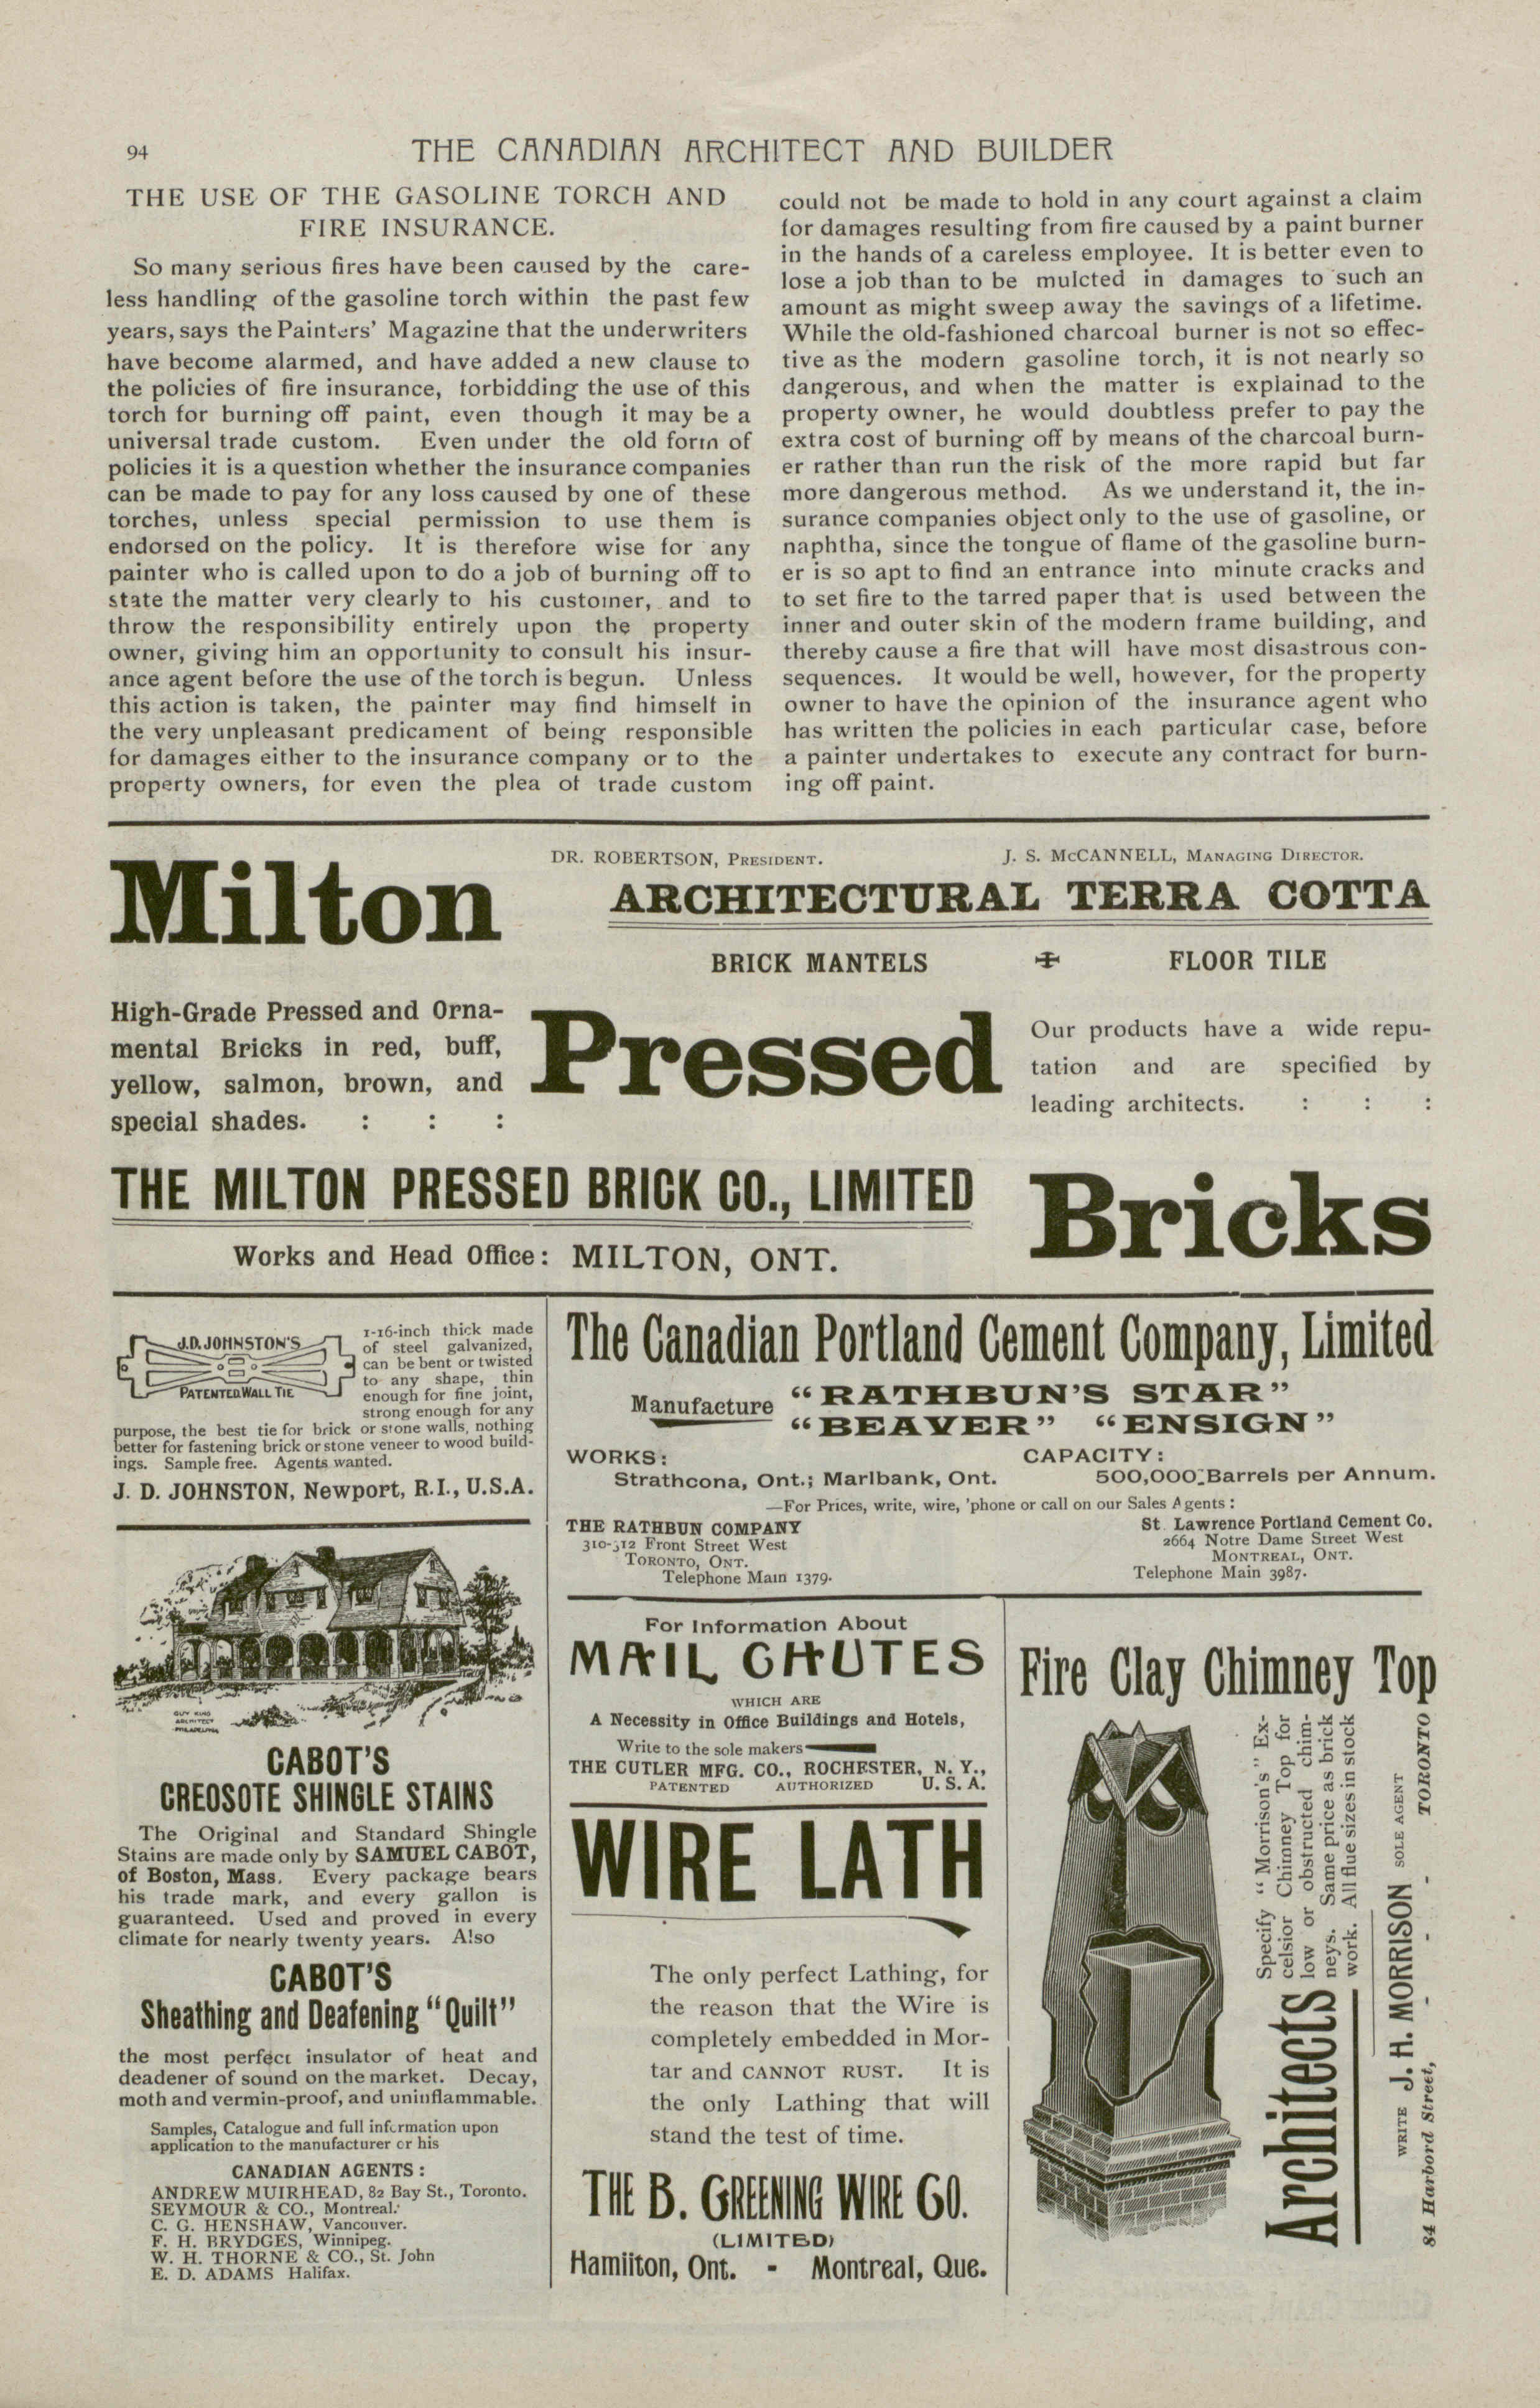 94
THE CANADIAN ARCHITECT AND BUILDER
THE USE OF THE GASOLINE TORCH AND
FIRE INSURANCE.
So many serious fires have been caused by the care-
less handling of the gasoline torch within the past few
years, says the Painters' Magazine that the underwriters
have become alarmed, and have added a new clause to
the policies of fire insurance, forbidding the use of this
torch for burning off paint, even though it may be a
universal trade custom. Even under the old form of
policies it is a question whether the insurance companies
can be made to pay for any loss caused by one of these
torches, unless special permission to use them is
endorsed on the policy. It is therefore wise for any
painter who is called upon to do a job of burning off to
state the matter very clearly to his customer, and to
throw the responsibility entirely upon the property
owner, giving him an opportunity to consult his insur-
ance agent before the use of the torch is begun. Unless
this action is taken, the painter may find himself in
the very unpleasant predicament of being responsible
for damages either to the insurance company or to the
property owners, for even the plea of trade custom
could not be made to hold in any court against a claim
for damages resulting from fire caused by a paint burner
in the hands of a careless employee. It is better even to
lose a job than to be mulcted in damages to such an
amount as might sweep away the savings of a lifetime.
While the old-fashioned charcoal burner is not so effec-
tive as the modern gasoline torch, it is not nearly so
dangerous, and when the matter is explainad to the
property owner, he would doubtless prefer to pay the
extra cost of burning off by means of the charcoal burn-
er rather than run the risk of the more rapid but far
more dangerous method. As we understand it, the in-
surance companies object only to the use of gasoline, or
naphtha, since the tongue of flame of the gasoline burn-
er is so apt to find an entrance into minute cracks and
to set fire to the tarred paper that is used between the
inner and outer skin of the modern frame building, and
thereby cause a fire that will have most disastrous con-
sequences. It would be well, however, for the property
owner to have the opinion of the insurance agent who
has written the policies in each particular case, before
a painter undertakes to execute any contract for burn-
ing off paint.
Milton
DR. ROBERTSON, PRESIDENT.
J. S. McCANNELL, MANAGING DIRECTOR.
ARCHITECTURAL TERRA COTTA
BRICK MANTELS
FLOOR TILE
High-Grade Pressed and Orna-
mental Bricks in red, buff,
yellow, salmon, brown, and
special shades. : : :
Pressed
Our products have a wide repu-
tation and are specified by
leading architects. : : :
THE MILTON PRESSED BRICK CO., LIMITED
Works and Head Office: MILTON, ONT.
Bricks
J.D. JOHNSTON'S
PATENTED WALL TIE
1-16-inch thick made
of steel galvanized,
can be bent or twisted
to any shape, thin
enough for fine joint,
strong enough for any
purpose, the best tie for brick or stone walls, nothing
better for fastening brick or stone veneer to wood build-
ings. Sample free. Agents wanted.
J. D. JOHNSTON, Newport, R.I., U.S.A.
GUY KING
ARCHITECT
PHILADELPHIA
CABOT'S
CREOSOTE SHINGLE STAINS
The Original and Standard Shingle
Stains are made only by SAMUEL CABOT,
of Boston, Mass. Every package bears
his trade mark, and every gallon is
guaranteed. Used and proved in every
climate for nearly twenty years. Also
CABOT'S
Sheathing and Deafening "Quilt"
the most perfect insulator of heat and
deadener of sound on the market. Decay,
moth and vermin-proof, and uninflammable.
Samples, Catalogue and full information upon
application to the manufacturer or his
CANADIAN AGENTS:
ANDREW MUIRHEAD, 82 Bay St., Toronto.
SEYMOUR & CO., Montreal.
C. G. HENSHAW, Vancouver.
F. H. BRYDGES, Winnipeg.
W. H. THORNE & CO., St. John
E. D. ADAMS Halifax.
The Canadian Portland Cement Company, Limited
Manufacture "RATHBUN'S STAR"
"BEAVER" "ENSIGN"
WORKS:
Strathcona, Ont.; Marlbank, Ont.
CAPACITY:
500,000 Barrels per Annum.
—For Prices, write, wire, 'phone or call on our Sales Agents:
THE RATHBUN COMPANY
310-312 Front Street West
TORONTO, ONT.
Telephone Main 1379.
St. Lawrence Portland Cement Co.
2664 Notre Dame Street West
MONTREAL, ONT.
Telephone Main 3987.
For Information About
MAIL CHUTES
WHICH ARE
A Necessity in Office Buildings and Hotels,
Write to the sole makers
THE CUTLER MFG. CO., ROCHESTER, N. Y.,
PATENTED AUTHORIZED U. S. A.
WIRE LATH
The only perfect Lathing, for
the reason that the Wire is
completely embedded in Mor-
tar and CANNOT RUST. It is
the only Lathing that will
stand the test of time.
THE B. GREENING WIRE CO.
(LIMITED)
Hamilton, Ont. - Montreal, Que.
Fire Clay Chimney Top
Architects
Specify "Morrison's" Ex-
celsior Chimney Top for
low or obstructed chim-
neys. Same price as brick
work. All flue sizes in stock
WRITE J. H. MORRISON SOLE AGENT
84 Harbord Street, - - - TORONTO